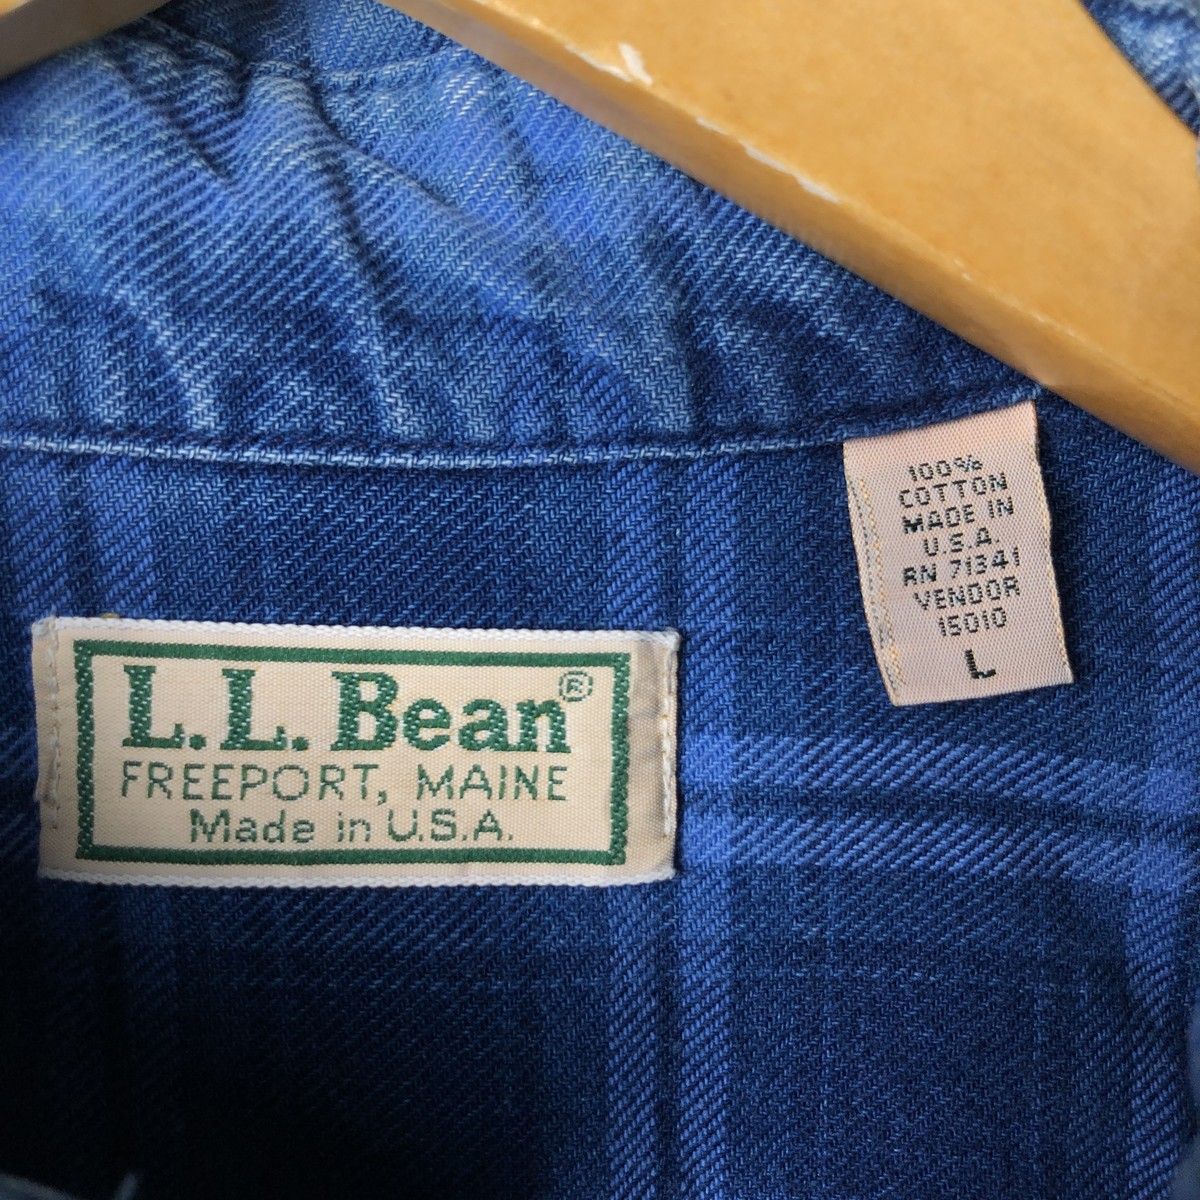 L.L.Bean®
FREEPORT, MAINE
Made in U.S.A.
100%
COTTON
MADE IN
U.S.A.
RN 71341
VENDOR
15010
L